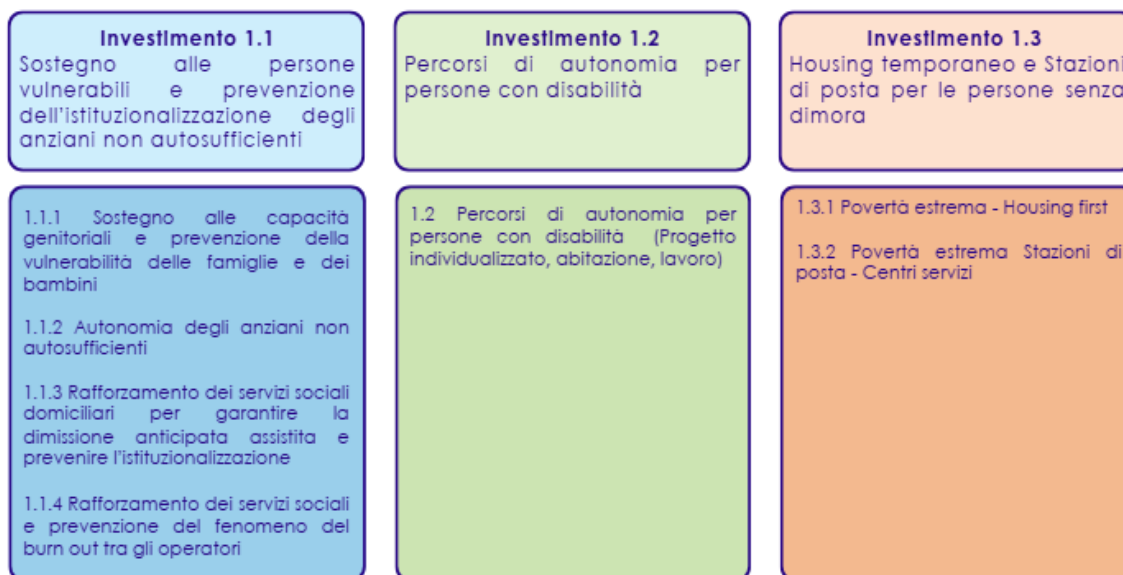 Investimento 1.1
Sostegno alle persone
vulnerabili e prevenzione
dell'istituzionalizzazione degli
anziani non autosufficienti
Investimento 1.2
Percorsi di autonomia per
persone con disabilità
Investimento 1.3
Housing temporaneo e Stazioni
di posta per le persone senza
dimora
1.1.1 Sostegno alle capacità
genitoriali e prevenzione della
vulnerabilità delle famiglie e dei
bambini
1.1.2 Autonomia degli anziani non
autosufficienti
1.1.3 Rafforzamento dei servizi sociali
domiciliari per garantire la
dimissione anticipata assistita e
prevenire l'istituzionalizzazione
1.1.4 Rafforzamento dei servizi sociali
e prevenzione del fenomeno del
burn out tra gli operatori
1.2 Percorsi di autonomia per
persone con disabilità (Progetto
individualizzato, abitazione, lavoro)
1.3.1 Povertà estrema - Housing first
1.3.2 Povertà estrema Stazioni di
posta - Centri servizi